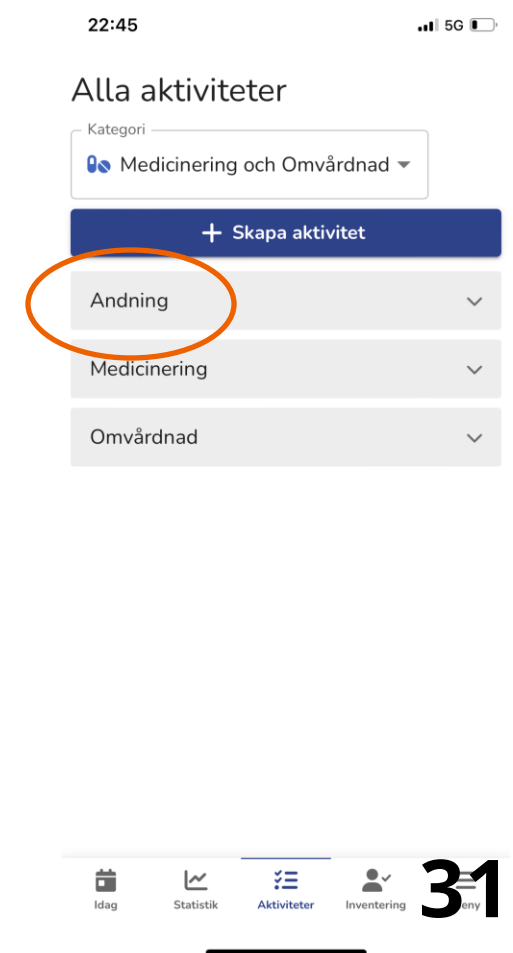 22:45
5G
Alla aktiviteter
Kategori
Medicinering och Omvårdnad
+ Skapa aktivitet
Andning
Medicinering
Omvårdnad
Idag
Statistik
Aktiviteter
Inventering
31